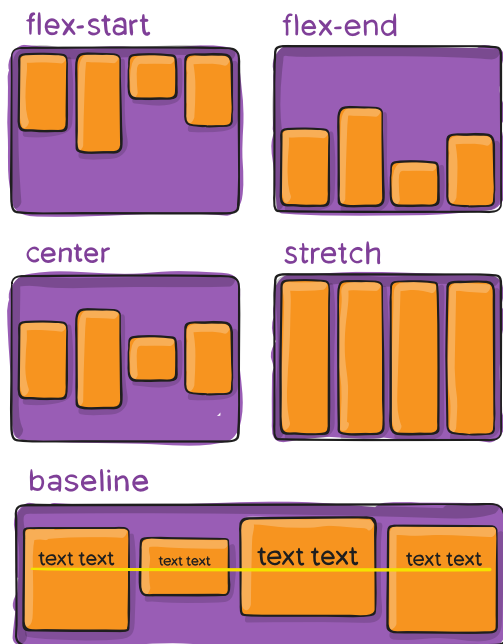 flex-start
flex-end
center
stretch
baseline
text text
text text
text text
text text